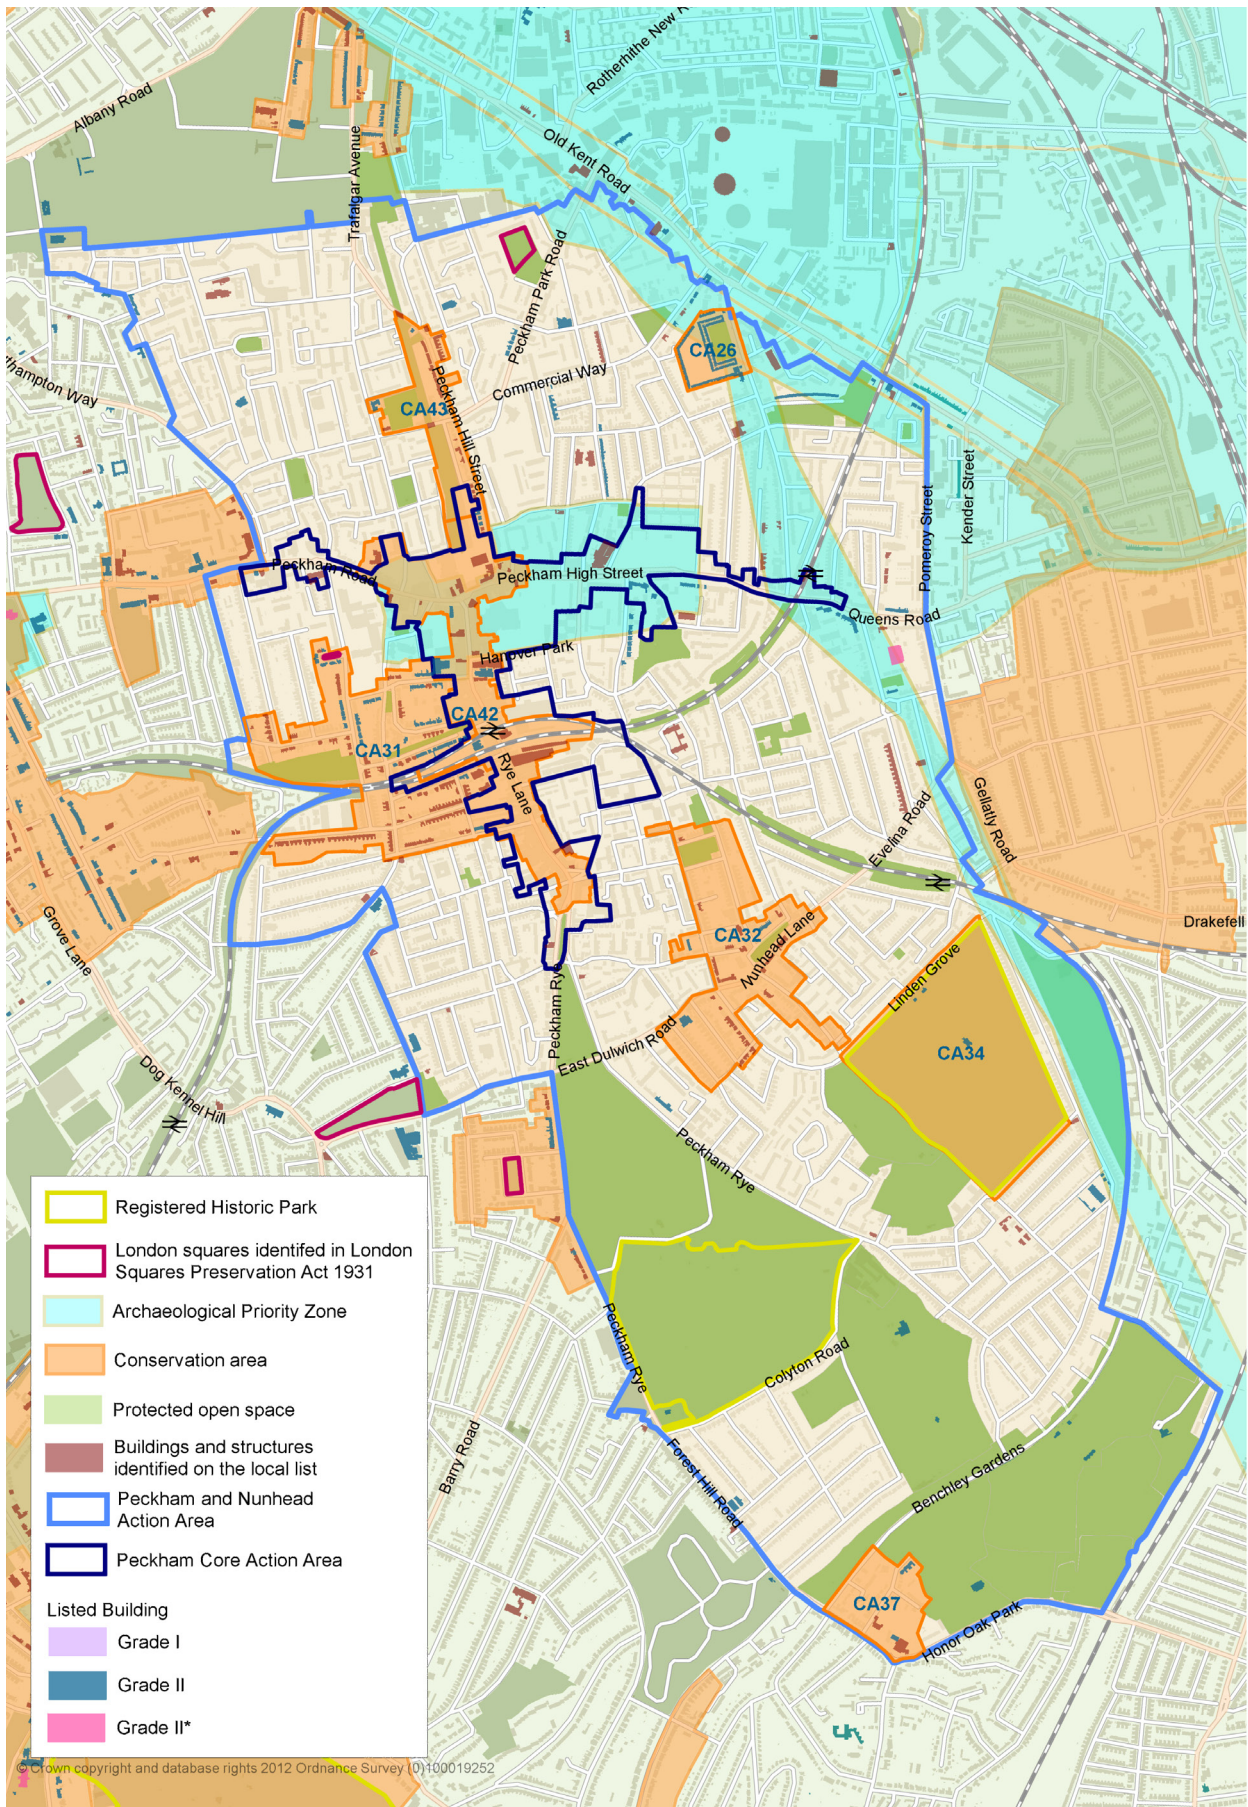 Rotherhithe New R
Albany Road
Old Kent Road
Trafalgar Avenue
Peckham Park Road
CA26
thampton Way
Commercial Way
CA43
Peckham Hill Street
Kender Street
Pomeroy Street
Peckham Road
Peckham High Street
Queens Road
Hanover Park
CA42
CA31
Rye Lane
Gellatly Road
Evelina Road
Grove Lane
Drakefell
CA32
Nunhead Lane
Linden Grove
Peckham Rye
East Dulwich Road
CA34
Dog Kennel Hill
Peckham Rye
Peckham Rye
Colyton Road
Barry Road
Forest Hill Road
Benchley Gardens
CA37
Honor Oak Park
Registered Historic Park
London squares identifed in London
Squares Preservation Act 1931
Archaeological Priority Zone
Conservation area
Protected open space
Buildings and structures
identified on the local list
Peckham and Nunhead
Action Area
Peckham Core Action Area
Listed Building
Grade I
Grade II
Grade II*
© Crown copyright and database rights 2012 Ordnance Survey (0)100019252